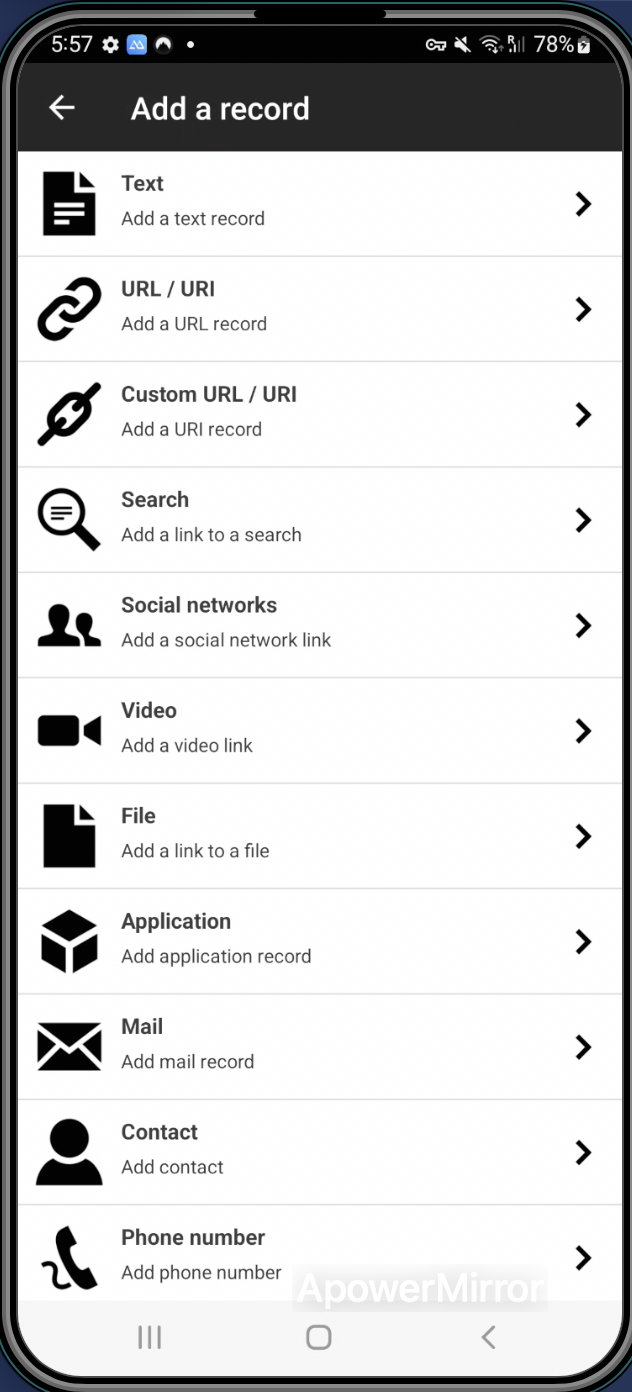 5:57
78%
Add a record
Text
Add a text record
URL / URI
Add a URL record
Custom URL / URI
Add a URI record
Search
Add a link to a search
Social networks
Add a social network link
Video
Add a video link
File
Add a link to a file
Application
Add application record
Mail
Add mail record
Contact
Add contact
Phone number
Add phone number
ApowerMirror